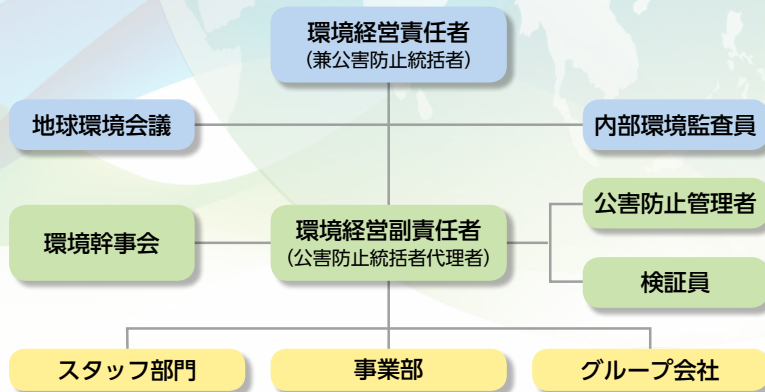 環境経営責任者
(兼公害防止統括者)
地球環境会議
内部環境監査員
環境幹事会
環境経営副責任者
(公害防止統括者代理者)
公害防止管理者
検証員
スタッフ部門
事業部
グループ会社